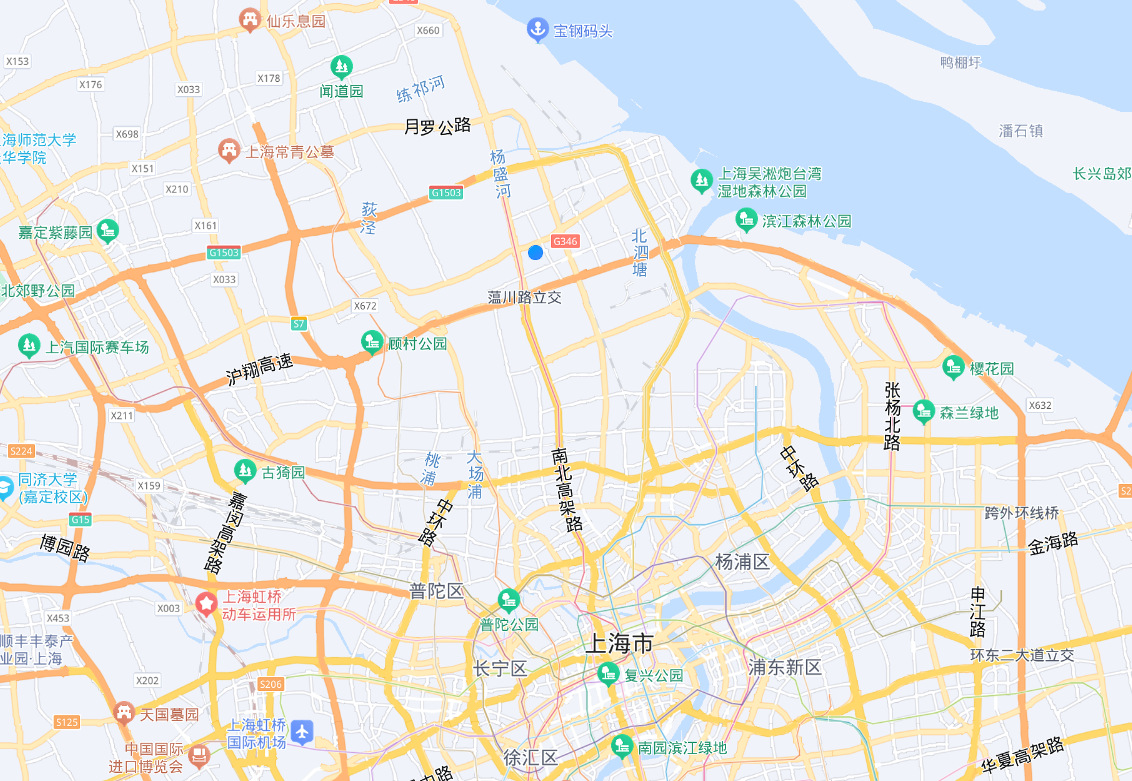 仙乐息园
X660
宝钢码头
X153
X176
X178
X033
闻道园
练祁河
鸭棚圩
海师范大学
华学院
X698
月罗公路
潘石镇
上海常青公墓
X151
杨盛河
长兴岛郊
X210
G1503
上海吴淞炮台湾
湿地森林公园
荻泾
嘉定紫藤园
X161
滨江森林公园
G1503
G346
北泗塘
X033
北郊野公园
蕰川路立交
X672
S7
上汽国际赛车场
顾村公园
沪翔高速
樱花园
张杨北路
X211
X632
森兰绿地
S224
同济大学
(嘉定校区)
古猗园
桃浦
大场浦
南北高架路
中环路
X159
嘉闵高架路
中环路
S2
G15
跨外环线桥
博园路
金海路
杨浦区
普陀区
上海虹桥
动车运用所
X003
X453
普陀公园
申江路
顺丰丰泰产
业园·上海
上海市
长宁区
浦东新区
环东二大道立交
复兴公园
X202
S206
天国墓园
S125
上海虹桥
国际机场
南园滨江绿地
中国国际
进口博览会
徐汇区
华夏高架路